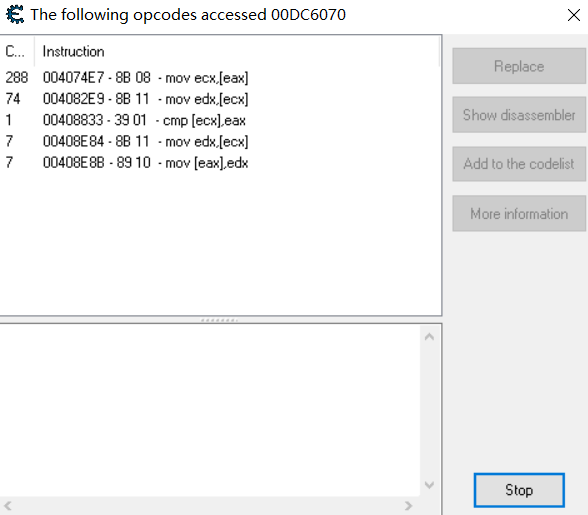 The following opcodes accessed 00DC6070
C... Instruction
288 004074E7 - 8B 08 - mov ecx,[eax]
74 004082E9 - 8B 11 - mov edx,[ecx]
1 00408833 - 39 01 - cmp [ecx],eax
7 00408E84 - 8B 11 - mov edx,[ecx]
7 00408E8B - 89 10 - mov [eax],edx
Replace
Show disassembler
Add to the codelist
More information
Stop